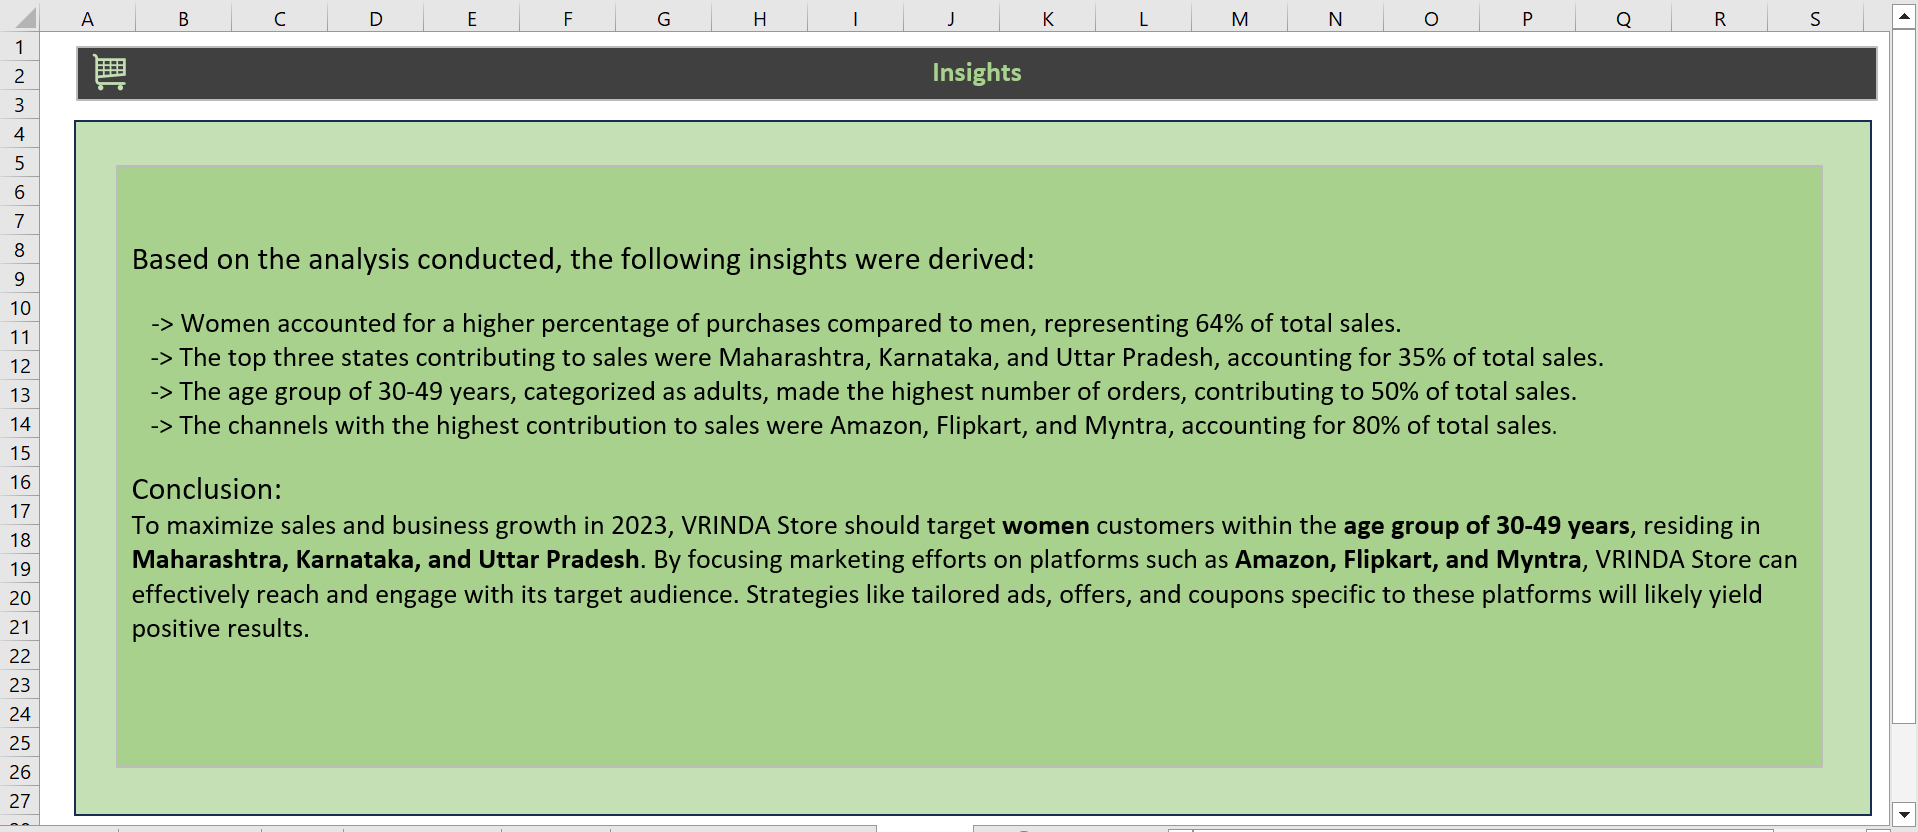 A B C D E F G H I J K L M N O P Q R S
1
2
3
4
5
6
7
8
9
10
11
12
13
14
15
16
17
18
19
20
21
22
23
24
25
26
27
Insights
Based on the analysis conducted, the following insights were derived:
-> Women accounted for a higher percentage of purchases compared to men, representing 64% of total sales.
-> The top three states contributing to sales were Maharashtra, Karnataka, and Uttar Pradesh, accounting for 35% of total sales.
-> The age group of 30-49 years, categorized as adults, made the highest number of orders, contributing to 50% of total sales.
-> The channels with the highest contribution to sales were Amazon, Flipkart, and Myntra, accounting for 80% of total sales.
Conclusion:
To maximize sales and business growth in 2023, VRINDA Store should target women customers within the age group of 30-49 years, residing in
Maharashtra, Karnataka, and Uttar Pradesh. By focusing marketing efforts on platforms such as Amazon, Flipkart, and Myntra, VRINDA Store can
effectively reach and engage with its target audience. Strategies like tailored ads, offers, and coupons specific to these platforms will likely yield
positive results.